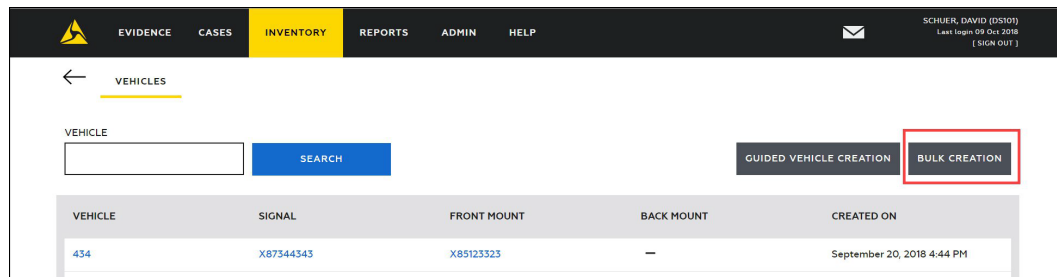 EVIDENCE CASES INVENTORY REPORTS ADMIN HELP
SCHUER, DAVID (DS101)
Last login 09 Oct 2018
[ SIGN OUT ]
VEHICLES
VEHICLE
SEARCH
GUIDED VEHICLE CREATION BULK CREATION
VEHICLE SIGNAL FRONT MOUNT BACK MOUNT CREATED ON
434 X87344343 X85123323 — September 20, 2018 4:44 PM